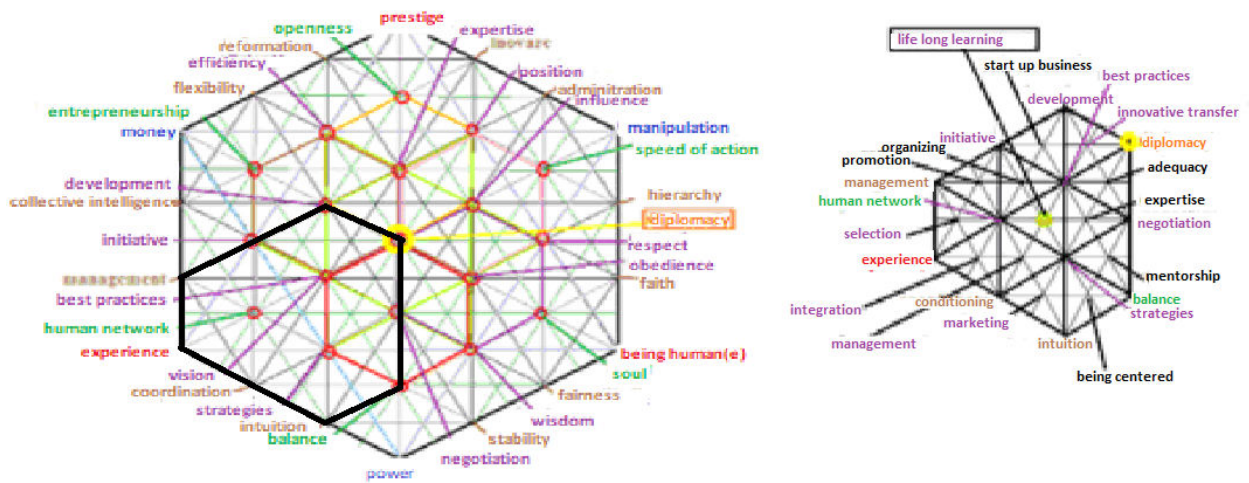 prestige
openness
expertise
reformation
efficiency
position
flexibility
adminitration
influence
entrepreneurship
money
manipulation
speed of action
development
collective intelligence
hierarchy
diplomacy
initiative
respect
obedience
management
faith
best practices
human network
experience
being human(e)
soul
vision
coordination
fairness
strategies
wisdom
intuition
balance
stability
negotiation
power
life long learning
start up business
best practices
development
innovative transfer
initiative
diplomacy
organizing
promotion
adequacy
management
human network
expertise
selection
negotiation
experience
mentorship
integration
conditioning
balance
marketing
strategies
management
intuition
being centered